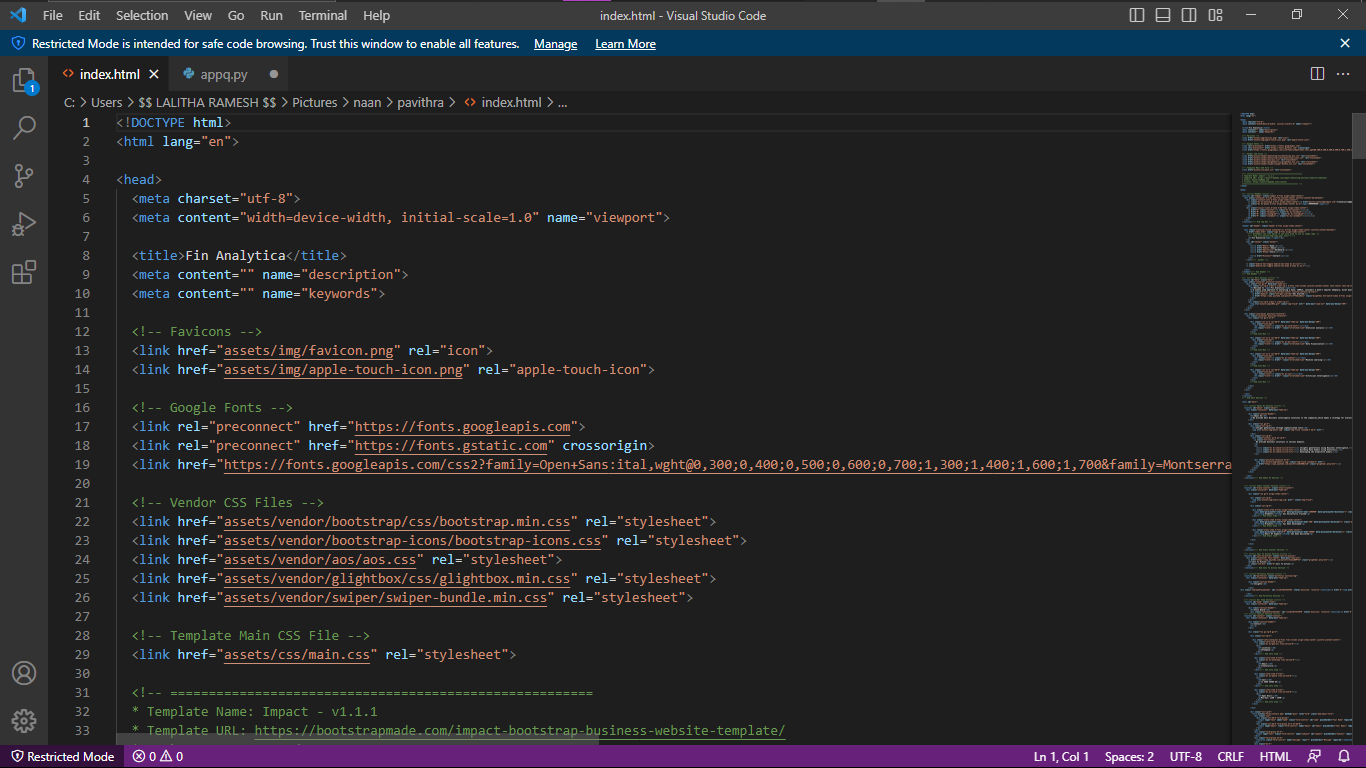 File Edit Selection View Go Run Terminal Help
index.html - Visual Studio Code
Restricted Mode is intended for safe code browsing. Trust this window to enable all features. Manage Learn More
index.html appq.py
C: > Users > $$ LALITHA RAMESH $$ > Pictures > naan > pavithra > index.html > ...
1 <!DOCTYPE html>
2 <html lang="en">
3
4 <head>
5 <meta charset="utf-8">
6 <meta content="width=device-width, initial-scale=1.0" name="viewport">
7
8 <title>Fin Analytica</title>
9 <meta content="" name="description">
10 <meta content="" name="keywords">
11
12 <!-- Favicons -->
13 <link href="assets/img/favicon.png" rel="icon">
14 <link href="assets/img/apple-touch-icon.png" rel="apple-touch-icon">
15
16 <!-- Google Fonts -->
17 <link rel="preconnect" href="https://fonts.googleapis.com">
18 <link rel="preconnect" href="https://fonts.gstatic.com" crossorigin>
19 <link href="https://fonts.googleapis.com/css2?family=Open+Sans:ital,wght@0,300;0,400;0,500;0,600;0,700;1,300;1,400;1,600;1,700&family=Montserra
20
21 <!-- Vendor CSS Files -->
22 <link href="assets/vendor/bootstrap/css/bootstrap.min.css" rel="stylesheet">
23 <link href="assets/vendor/bootstrap-icons/bootstrap-icons.css" rel="stylesheet">
24 <link href="assets/vendor/aos/aos.css" rel="stylesheet">
25 <link href="assets/vendor/glightbox/css/glightbox.min.css" rel="stylesheet">
26 <link href="assets/vendor/swiper/swiper-bundle.min.css" rel="stylesheet">
27
28 <!-- Template Main CSS File -->
29 <link href="assets/css/main.css" rel="stylesheet">
30
31 <!-- =======================================================
32 * Template Name: Impact - v1.1.1
33 * Template URL: https://bootstrapmade.com/impact-bootstrap-business-website-template/
1
Restricted Mode 0 0 Ln 1, Col 1 Spaces: 2 UTF-8 CRLF HTML